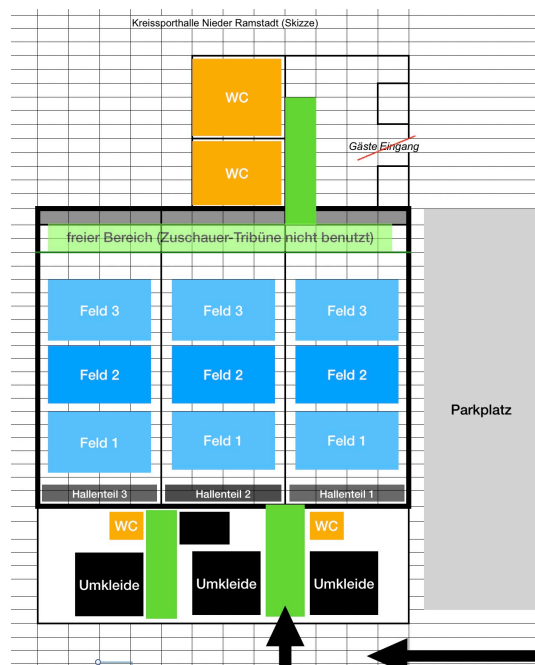 Kreissporthalle Nieder Ramstadt (Skizze)
WC
Gäste Eingang
WC
freier Bereich (Zuschauer-Tribüne nicht benutzt)
Feld 3 Feld 3 Feld 3
Feld 2 Feld 2 Feld 2
Parkplatz
Feld 1 Feld 1 Feld 1
Hallenteil 3 Hallenteil 2 Hallenteil 1
WC WC
Umkleide Umkleide Umkleide